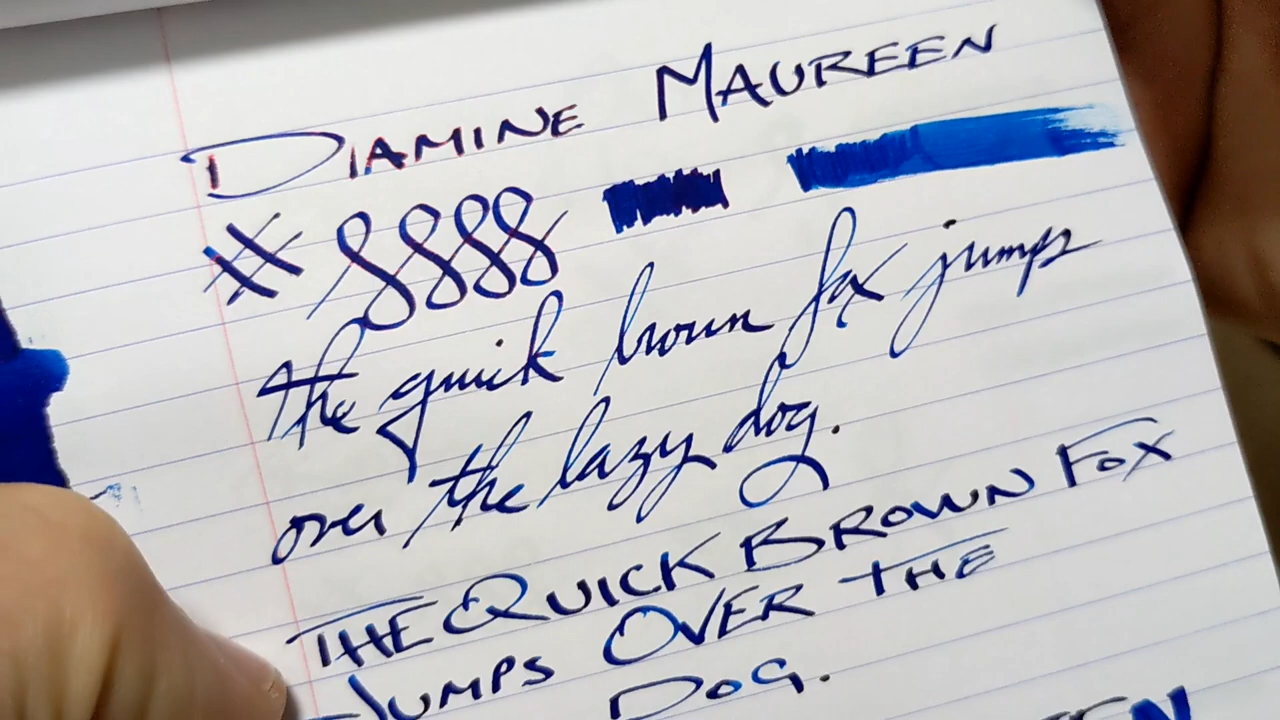 DIAMINE MAUREEN
# 8888
the quick brown fox jumps
over the lazy dog.
THE QUICK BROWN FOX
JUMPS OVER THE
DOG.